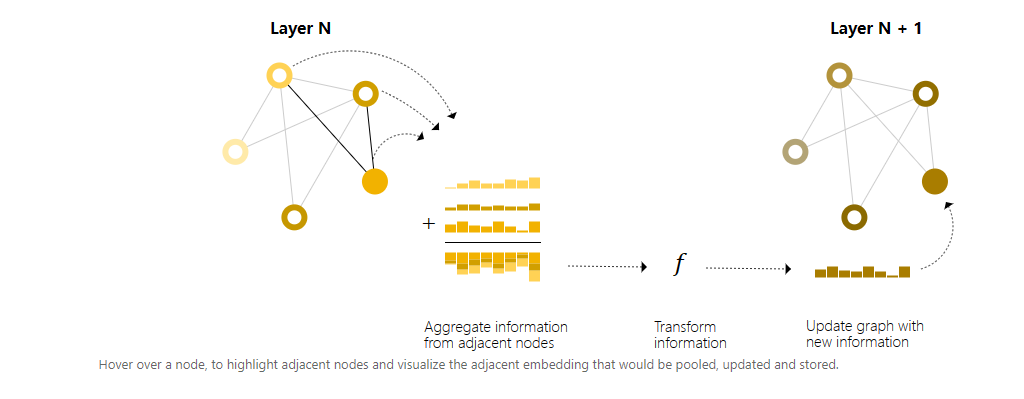 Layer N
Layer N + 1
+
f
Aggregate information
from adjacent nodes
Transform
information
Update graph with
new information
Hover over a node, to highlight adjacent nodes and visualize the adjacent embedding that would be pooled, updated and stored.